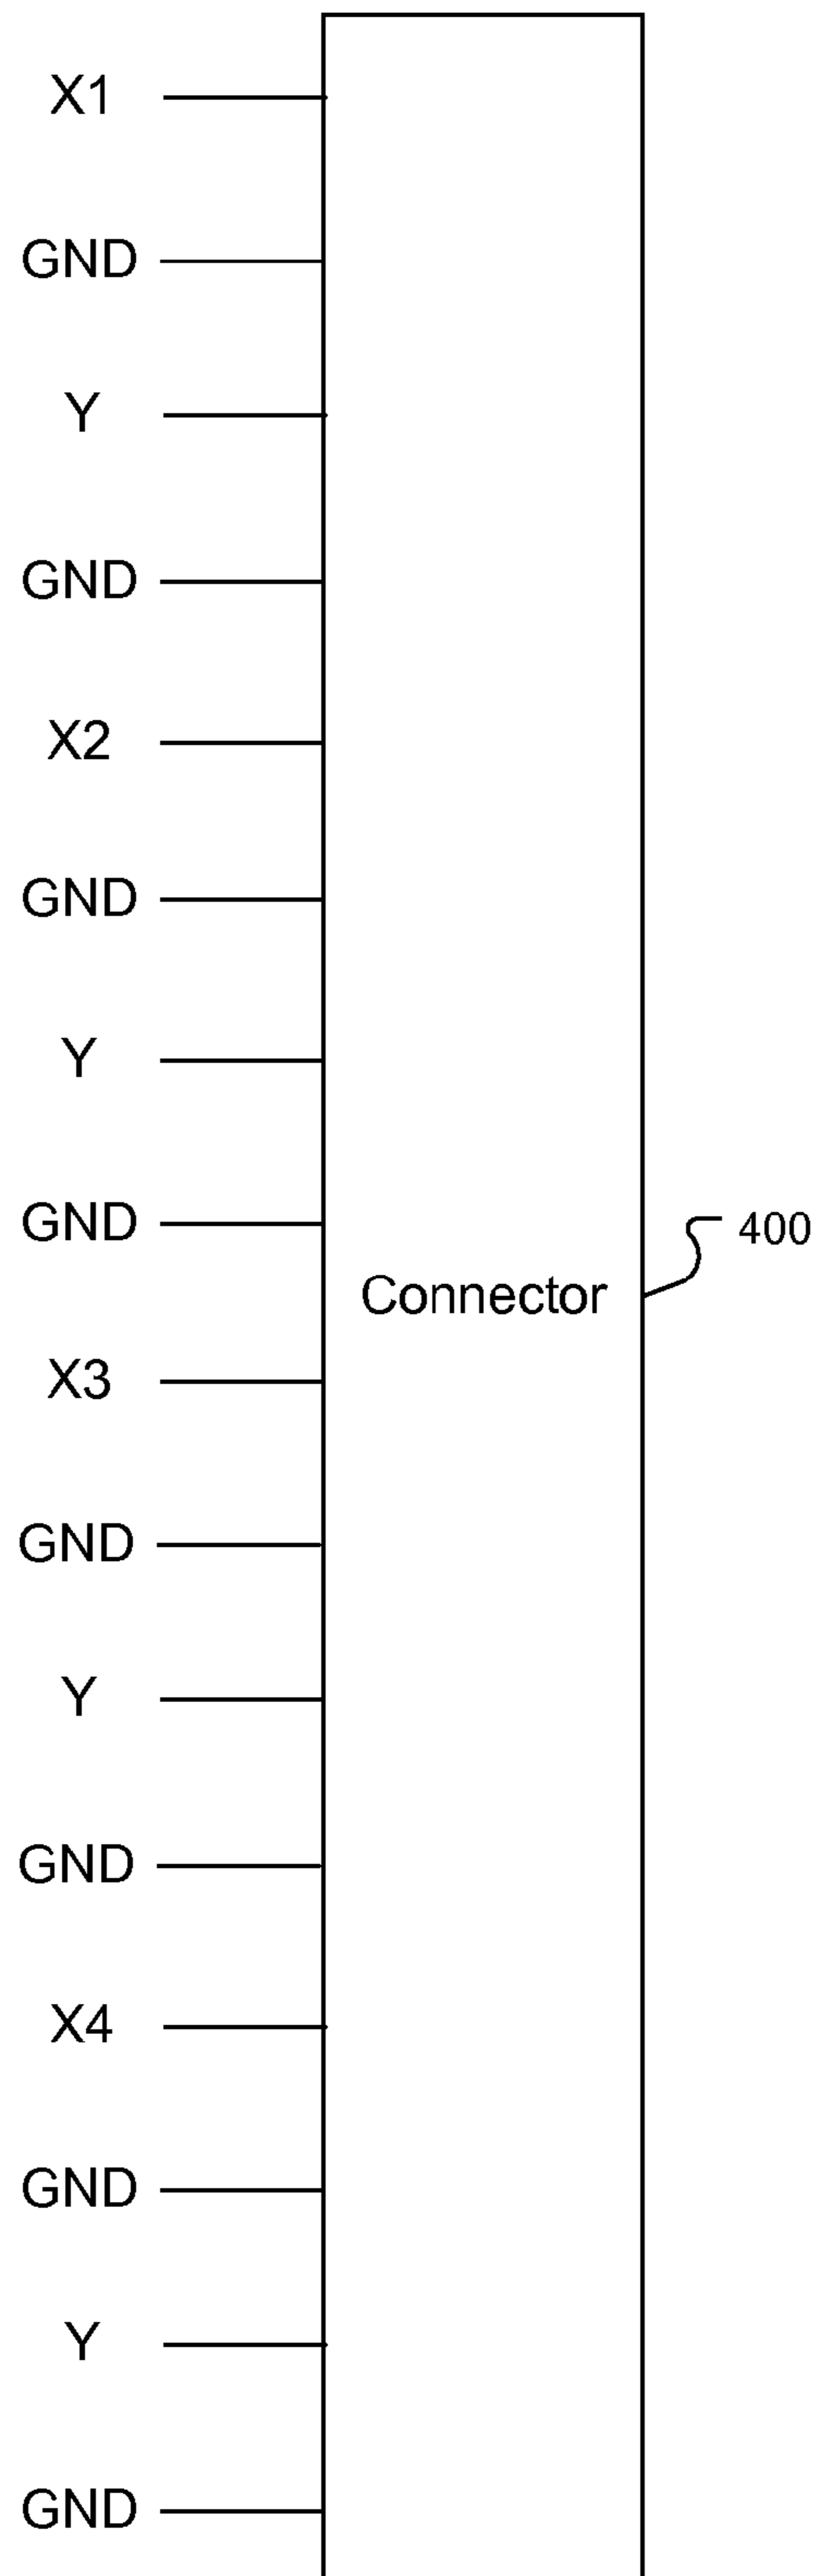 X1
GND
Y
GND
X2
GND
Y
GND
400
Connector
X3
GND
Y
GND
X4
GND
Y
GND